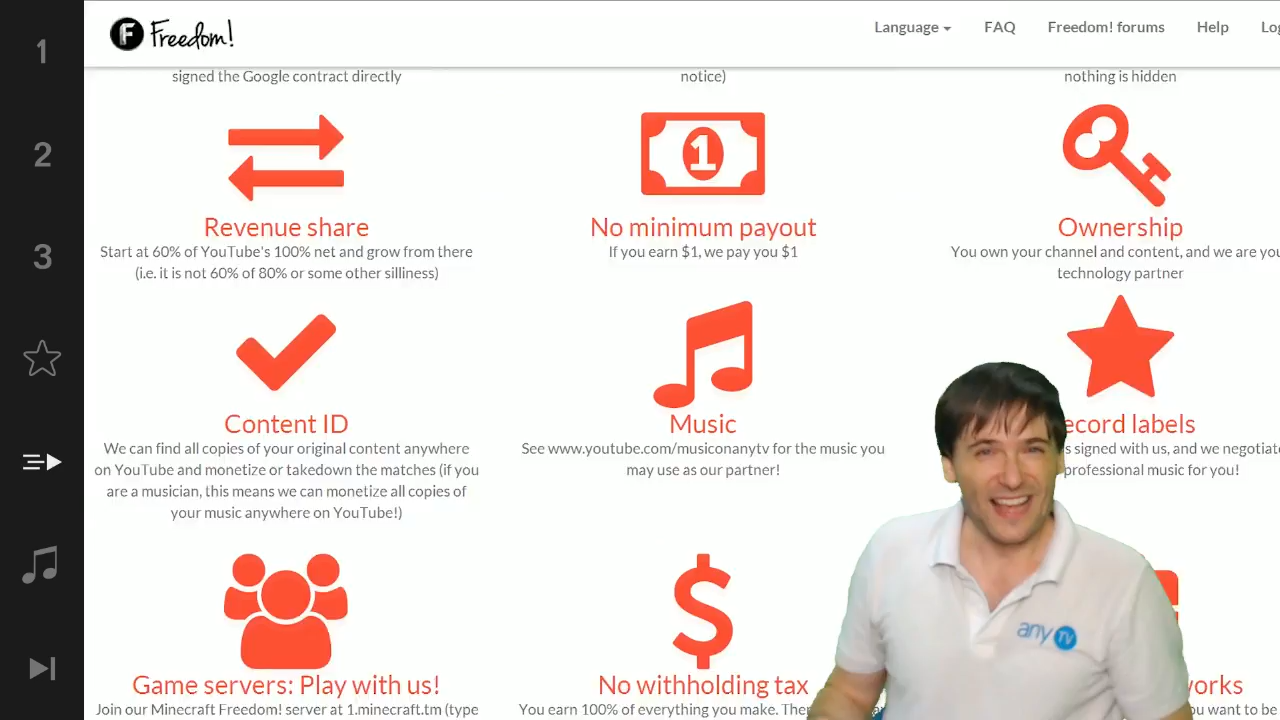 1
2
3
F Freedom!
Language
FAQ
Freedom! forums
Help
signed the Google contract directly
notice)
nothing is hidden
1
Revenue share
Start at 60% of YouTube's 100% net and grow from there
(i.e. it is not 60% of 80% or some other silliness)
No minimum payout
If you earn $1, we pay you $1
Ownership
You own your channel and content, and we are
technology partner
Content ID
We can find all copies of your original content anywhere
on YouTube and monetize or takedown the matches (if you
are a musician, this means we can monetize all copies of
your music anywhere on YouTube!)
Music
See www.youtube.com/musiconanytv for the music you
may use as our partner!
labels
signed with us, and we
professional music for you!
Game servers: Play with us!
Join our Minecraft Freedom! server at 1.minecraft.tm (type
$
No withholding tax
You earn 100% of everything you make.
you want to be
any TV